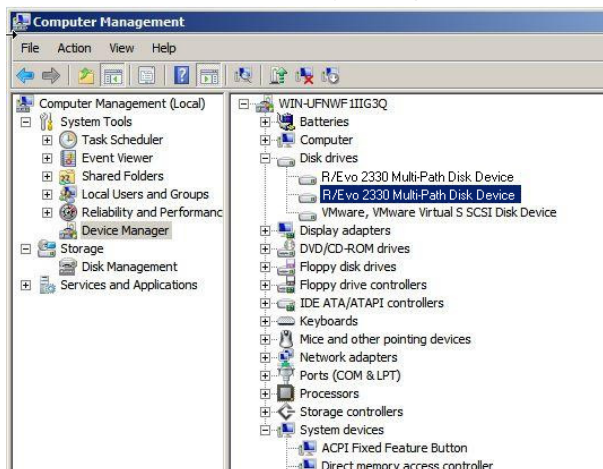 Computer Management
File Action View Help
Computer Management (Local)
System Tools
Task Scheduler
Event Viewer
Shared Folders
Local Users and Groups
Reliability and Performanc
Device Manager
Storage
Disk Management
Services and Applications
WIN-UFNWF1IIG3Q
Batteries
Computer
Disk drives
R/Evo 2330 Multi-Path Disk Device
R/Evo 2330 Multi-Path Disk Device
VMware, VMware Virtual S SCSI Disk Device
Display adapters
DVD/CD-ROM drives
Floppy disk drives
Floppy drive controllers
IDE ATA/ATAPI controllers
Keyboards
Mice and other pointing devices
Network adapters
Ports (COM & LPT)
Processors
Storage controllers
System devices
ACPI Fixed Feature Button
Direct memory access controller